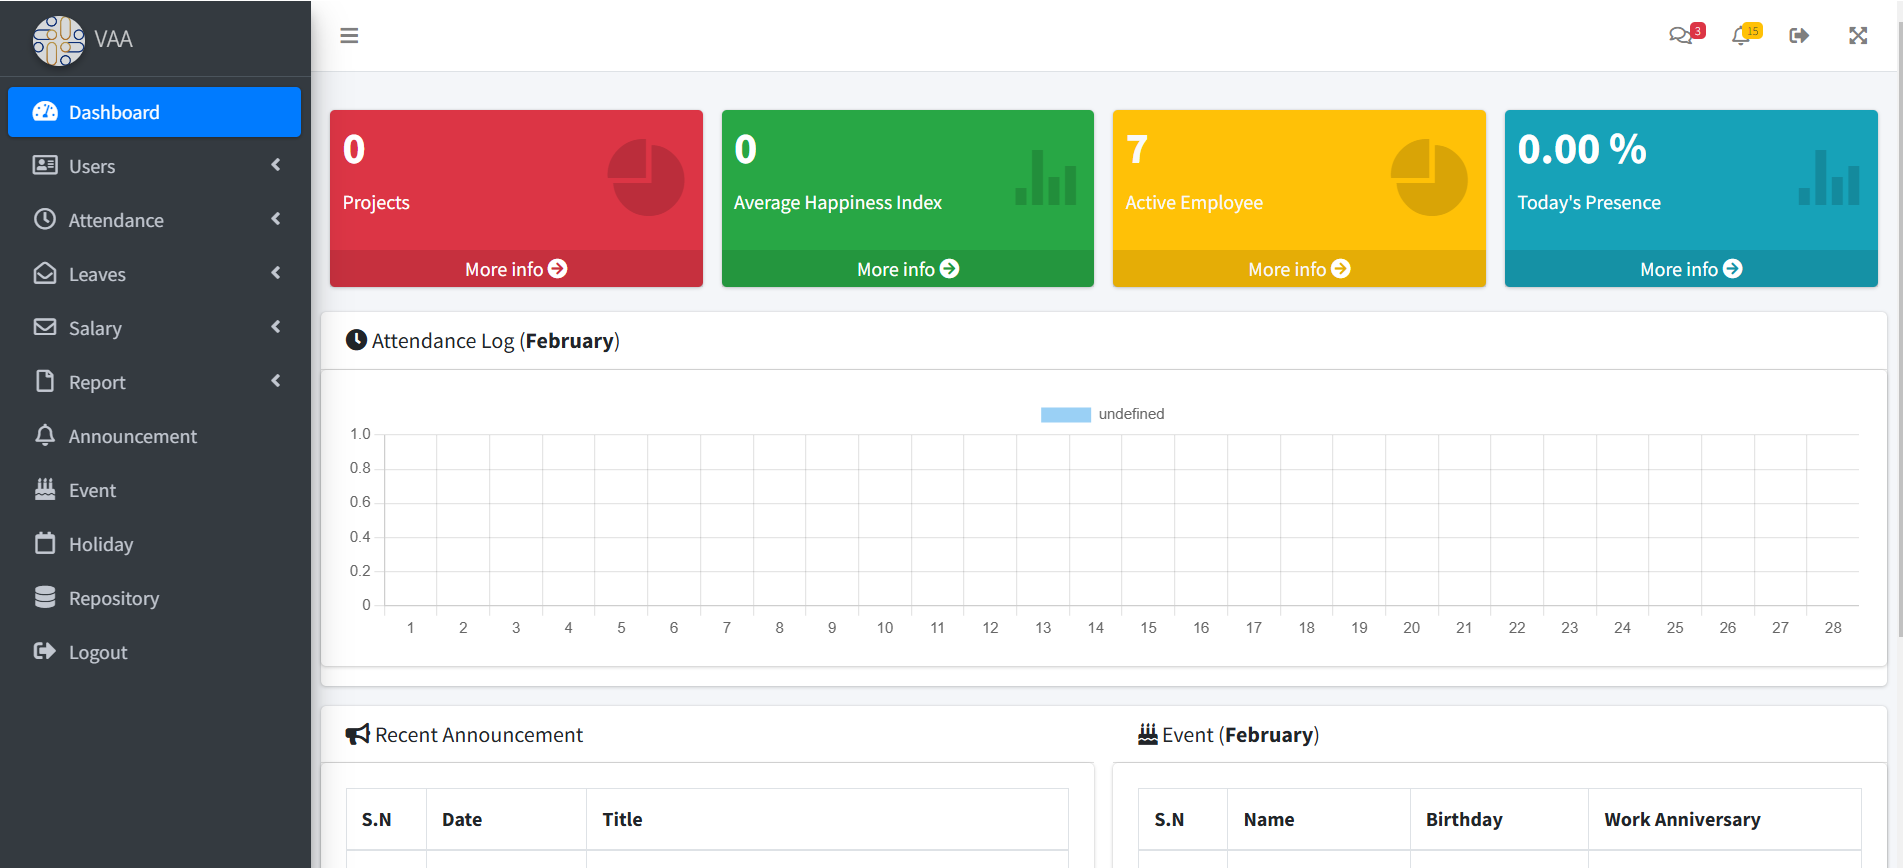 VAA
3
15
Dashboard
Users
Attendance
Leaves
Salary
Report
Announcement
Event
Holiday
Repository
Logout
0
Projects
More info
0
Average Happiness Index
More info
7
Active Employee
More info
0.00 %
Today's Presence
More info
Attendance Log (February)
undefined
1.0
0.8
0.6
0.4
0.2
0
1 2 3 4 5 6 7 8 9 10 11 12 13 14 15 16 17 18 19 20 21 22 23 24 25 26 27 28
Recent Announcement
S.N Date Title
Event (February)
S.N Name Birthday Work Anniversary